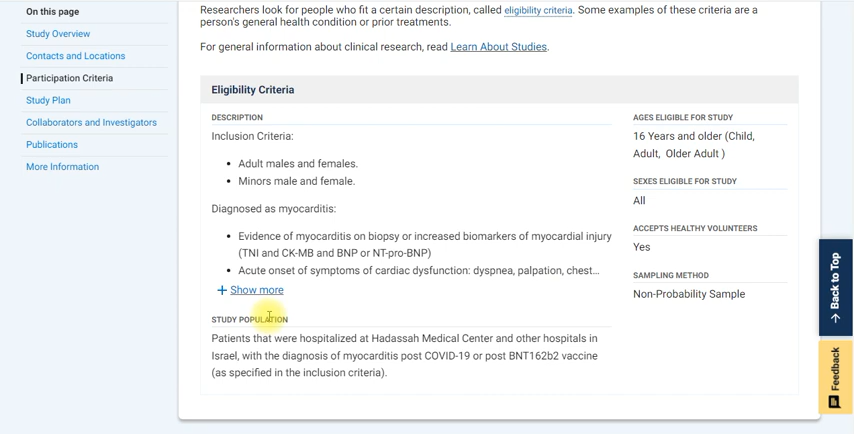 On this page
Study Overview
Contacts and Locations
Participation Criteria
Study Plan
Collaborators and Investigators
Publications
More Information
Researchers look for people who fit a certain description, called eligibility criteria. Some examples of these criteria are a
person's general health condition or prior treatments.
For general information about clinical research, read Learn About Studies.
Eligibility Criteria
DESCRIPTION
Inclusion Criteria:
• Adult males and females.
• Minors male and female.
Diagnosed as myocarditis:
• Evidence of myocarditis on biopsy or increased biomarkers of myocardial injury
(TNI and CK-MB and BNP or NT-pro-BNP)
• Acute onset of symptoms of cardiac dysfunction: dyspnea, palpation, chest...
+ Show more
STUDY POPULATION
Patients that were hospitalized at Hadassah Medical Center and other hospitals in
Israel, with the diagnosis of myocarditis post COVID-19 or post BNT162b2 vaccine
(as specified in the inclusion criteria).
AGES ELIGIBLE FOR STUDY
16 Years and older (Child,
Adult, Older Adult )
SEXES ELIGIBLE FOR STUDY
All
ACCEPTS HEALTHY VOLUNTEERS
Yes
SAMPLING METHOD
Non-Probability Sample
Back to Top
Feedback